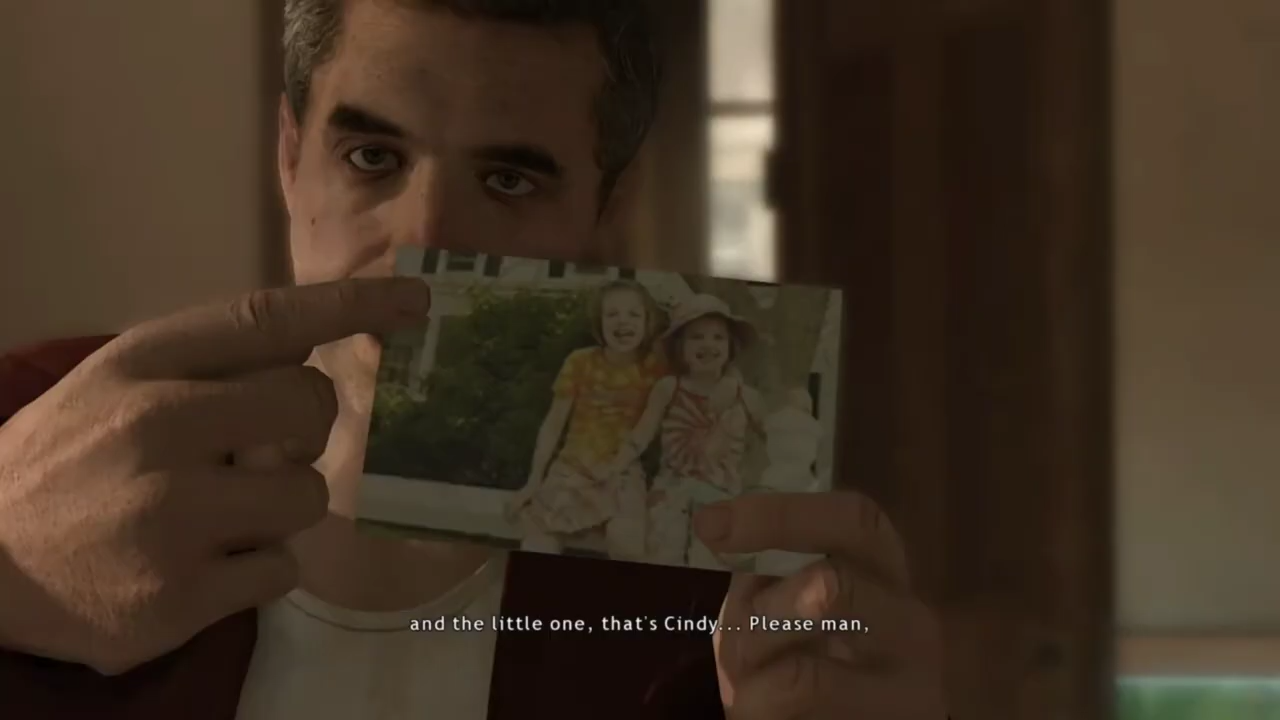 and the little one, that's Cindy... Please man,